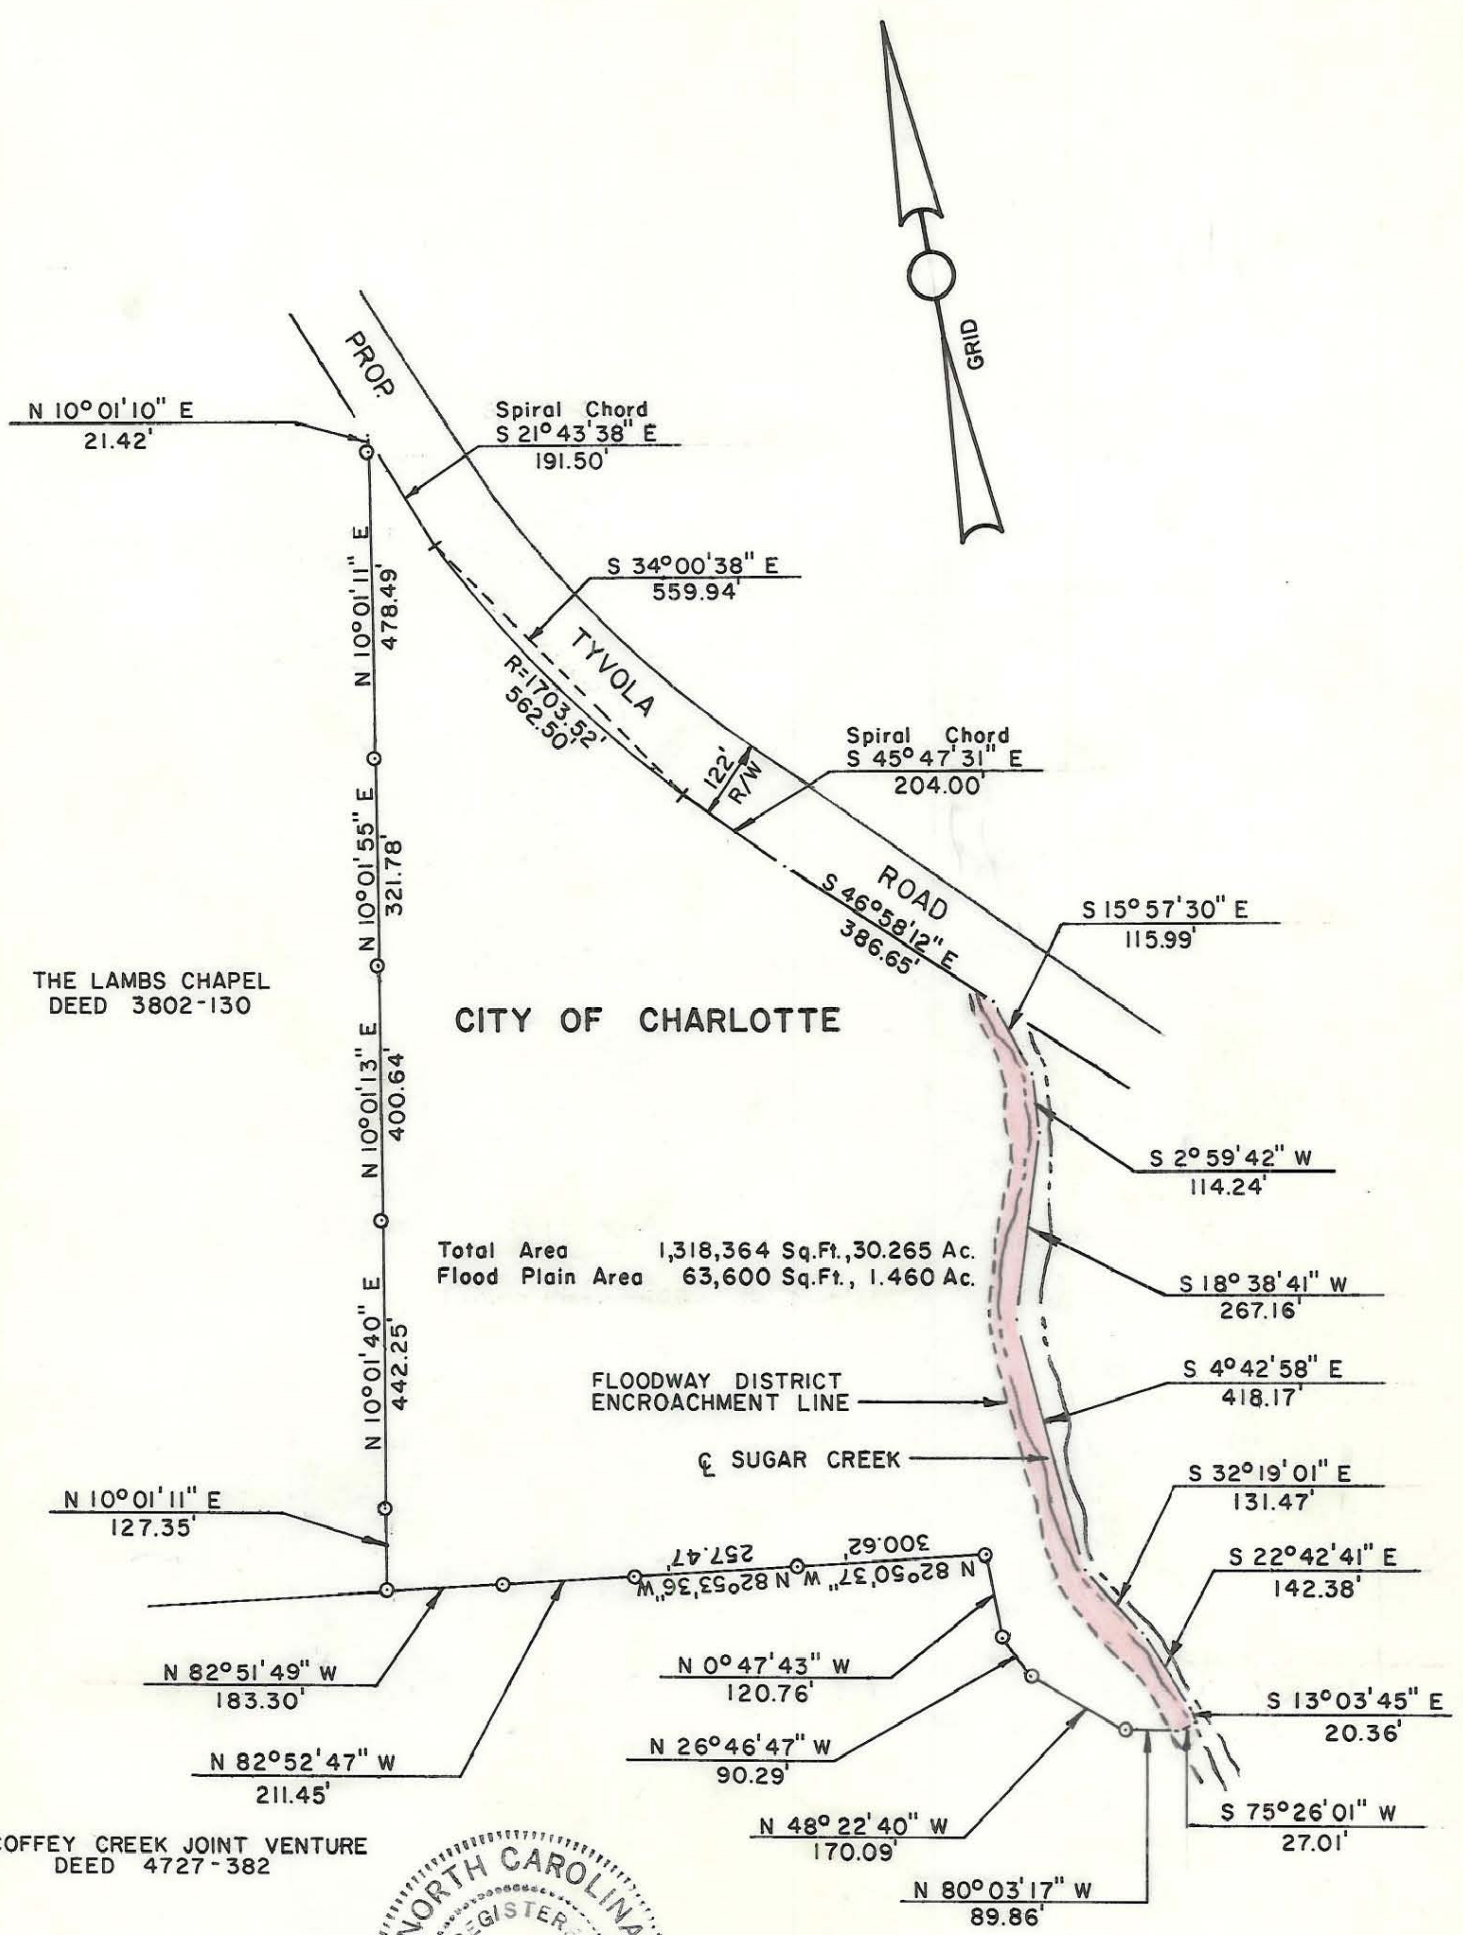 GRID
PROP.
N 10° 01' 10" E
21.42'
Spiral Chord
S 21° 43' 38" E
191.50'
N 10° 01' 11" E
478.49'
S 34° 00' 38" E
559.94'
TYVOLA
R=1703.52'
562.50'
122'
R/W
Spiral Chord
S 45° 47' 31" E
204.00'
N 10° 01' 55" E
321.78'
ROAD
S 46° 58' 12" E
386.65'
S 15° 57' 30" E
115.99'
THE LAMBS CHAPEL
DEED 3802-130
CITY OF CHARLOTTE
N 10° 01' 13" E
400.64'
S 2° 59' 42" W
114.24'
Total Area 1,318,364 Sq.Ft., 30.265 Ac.
Flood Plain Area 63,600 Sq.Ft., 1.460 Ac.
S 18° 38' 41" W
267.16'
N 10° 01' 40" E
442.25'
FLOODWAY DISTRICT
ENCROACHMENT LINE
S 4° 42' 58" E
418.17'
℄ SUGAR CREEK
S 32° 19' 01" E
131.47'
N 10° 01' 11" E
127.35'
S 22° 42' 41" E
142.38'
N 82° 50' 37" W
300.62'
N 82° 53' 36" W
257.47'
N 82° 51' 49" W
183.30'
N 0° 47' 43" W
120.76'
S 13° 03' 45" E
20.36'
N 82° 52' 47" W
211.45'
N 26° 46' 47" W
90.29'
N 48° 22' 40" W
170.09'
S 75° 26' 01" W
27.01'
N 80° 03' 17" W
89.86'
COFFEY CREEK JOINT VENTURE
DEED 4727-382
NORTH CAROLINA